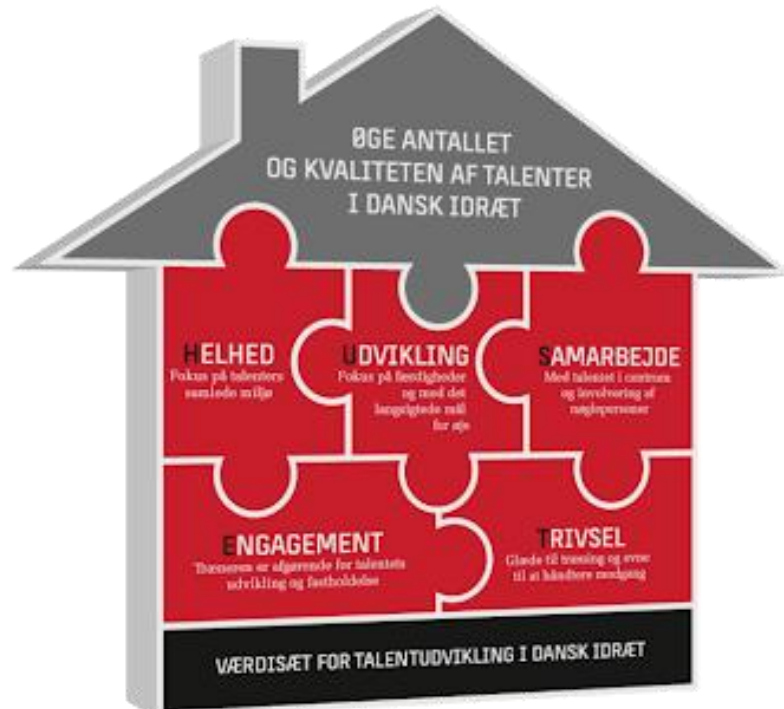 ØGE ANTALLET
OG KVALITETEN AF TALENTER
I DANSK IDRÆT
HELHED
Fokus på talenters
samlede miljø
UDVIKLING
Fokus på færdigheder
og med det
langsigtede mål
for øje
SAMARBEJDE
Med talentet i centrum
og involvering af
nøglepersoner
ENGAGEMENT
Træneren er afgørende for talentets
udvikling og fastholdelse
TRIVSEL
Glæde til træning og evne
til at håndtere modgang
VÆRDISÆT FOR TALENTUDVIKLING I DANSK IDRÆT